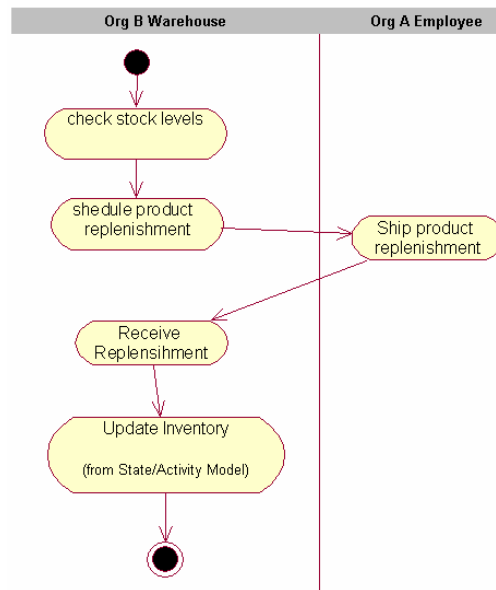 Org B Warehouse
Org A Employee
check stock levels
shedule product
replenishment
Ship product
replenishment
Receive
Replensihment
Update Inventory
(from State/Activity Model)